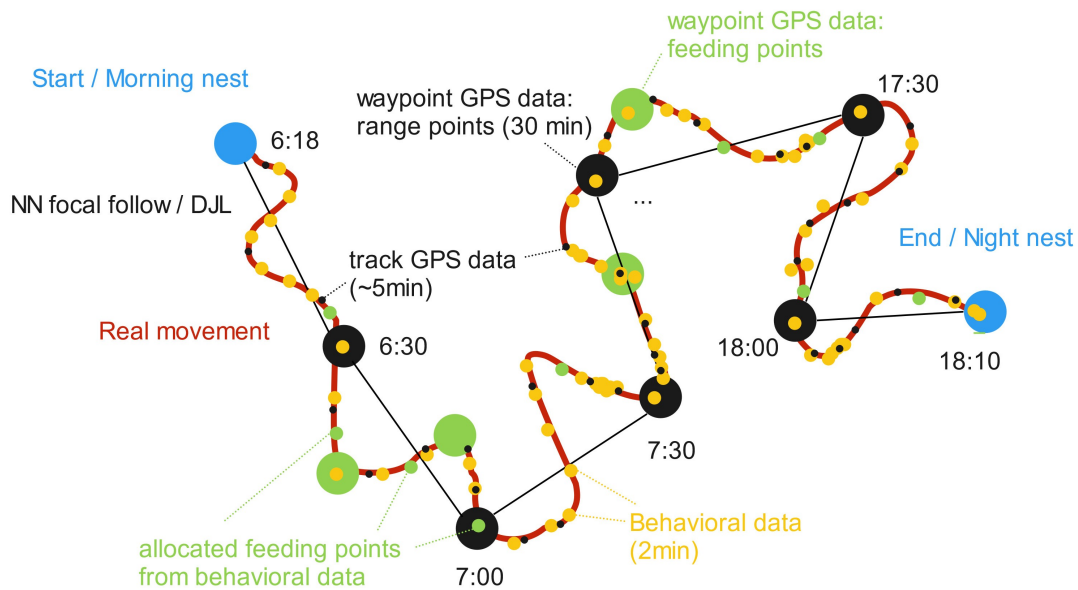 waypoint GPS data:
feeding points
Start / Morning nest
17:30
waypoint GPS data:
range points (30 min)
6:18
NN focal follow / DJL
...
End / Night nest
track GPS data
(~5min)
Real movement
6:30
18:00
18:10
7:30
Behavioral data
(2min)
allocated feeding points
from behavioral data
7:00